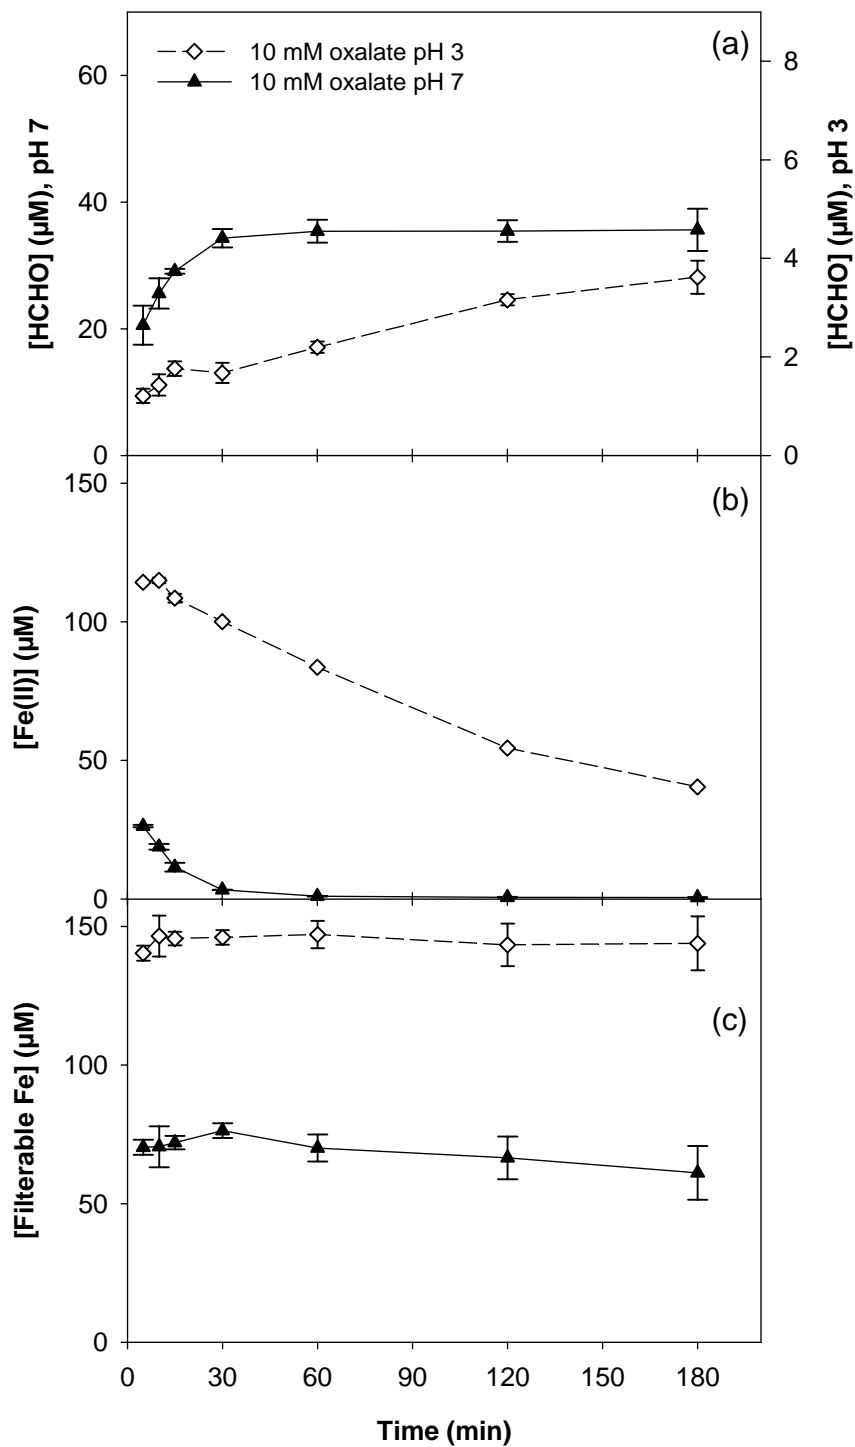 (a)
10 mM oxalate pH 3
10 mM oxalate pH 7
[HCHO] (µM), pH 7
60
40
20
0
[HCHO] (µM), pH 3
8
6
4
2
0
(b)
[Fe(II)] (µM)
150
100
50
0
(c)
[Filterable Fe] (µM)
150
100
50
0
0 30 60 90 120 150 180
Time (min)